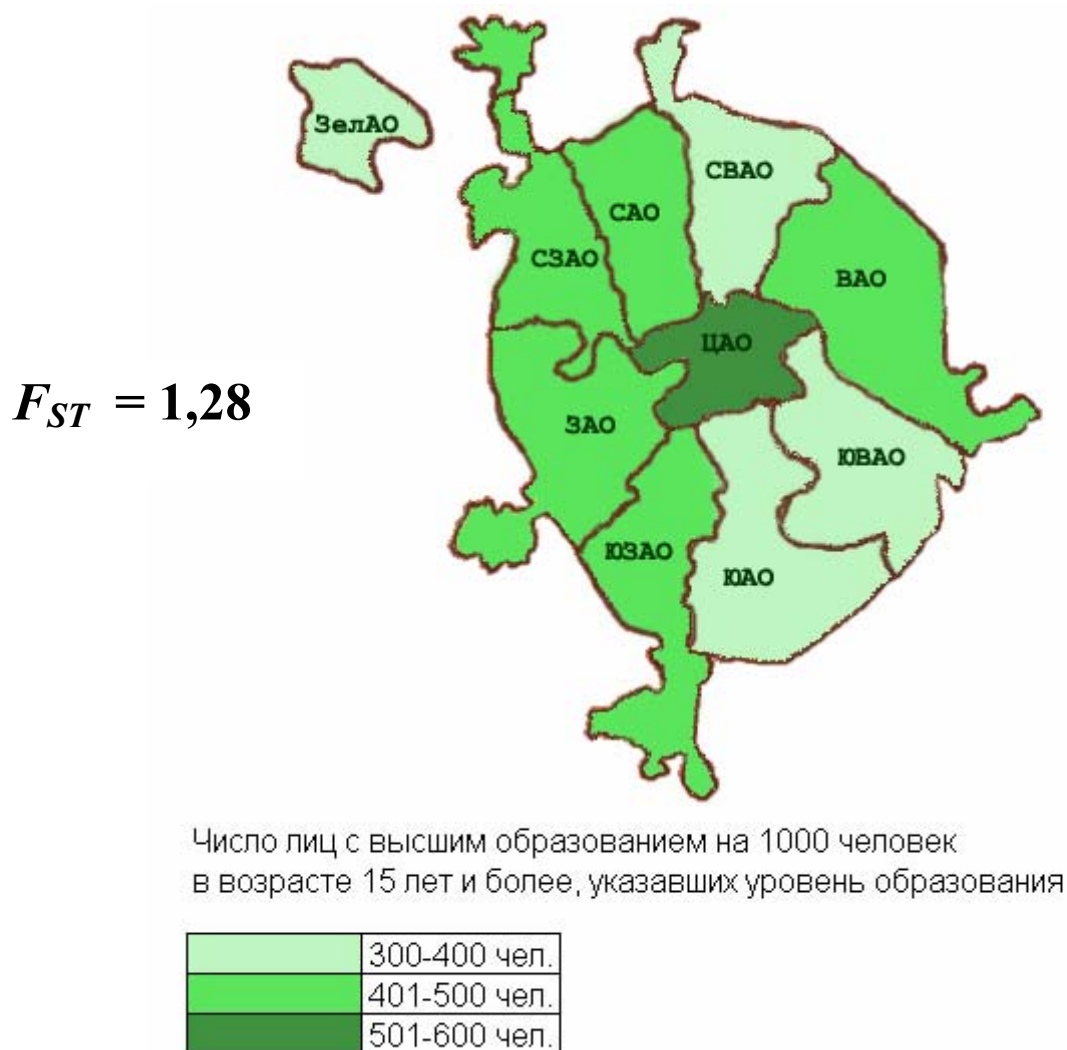 ЗелАО
СВАО
САО
СЗАО
ВАО
ЦАО
F_ST = 1,28
ЗАО
ЮВАО
ЮЗАО
ЮАО
Число лиц с высшим образованием на 1000 человек
в возрасте 15 лет и более, указавших уровень образования
300-400 чел.
401-500 чел.
501-600 чел.